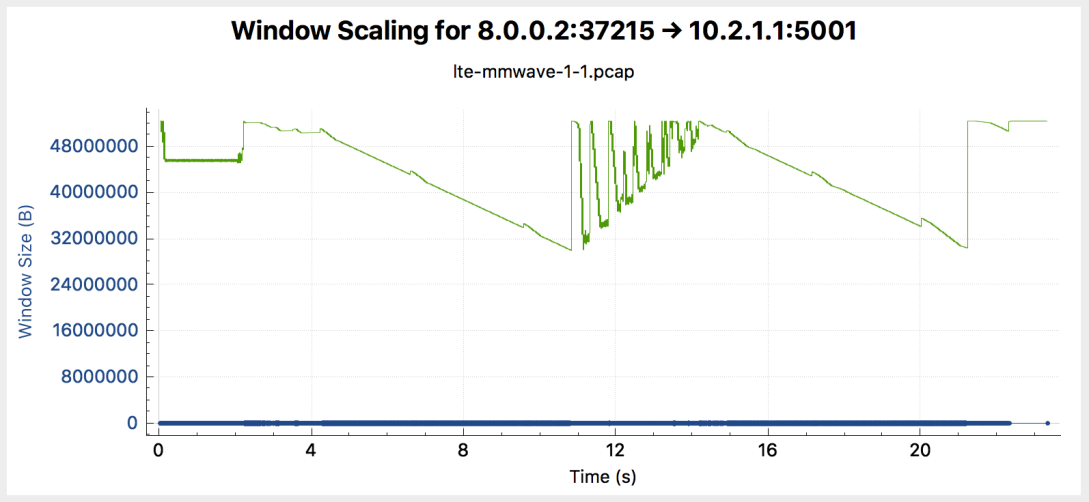 Window Scaling for 8.0.0.2:37215 → 10.2.1.1:5001
lte-mmwave-1-1.pcap
Window Size (B)
48000000
40000000
32000000
24000000
16000000
8000000
0
0 4 8 12 16 20
Time (s)